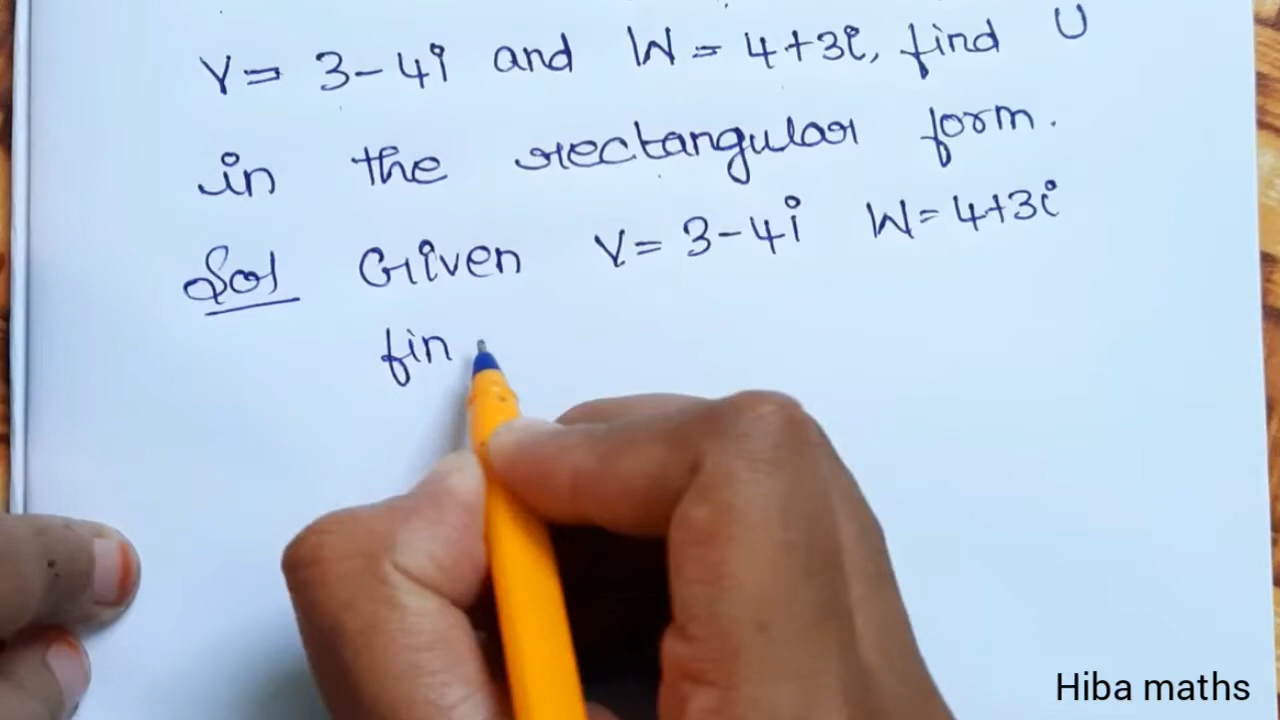 V= 3-4i and W= 4+3i, find U
in the rectangular form.
Sol Given V= 3-4i W= 4+3i
fin
Hiba maths